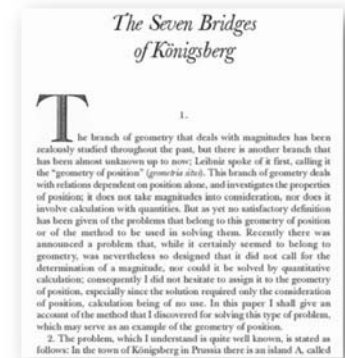 The Seven Bridges
of Königsberg
1.
The branch of geometry that deals with magnitudes has been
zealously studied throughout the past, but there is another branch that
has been almost unknown up to now; Leibniz spoke of it first, calling it
the "geometry of position" (geometria situs). This branch of geometry deals
with relations dependent on position alone, and investigates the properties
of position; it does not take magnitudes into consideration, nor does it
involve calculation with quantities. But as yet no satisfactory definition
has been given of the problems that belong to this geometry of position
or of the method to be used in solving them. Recently there was
announced a problem that, while it certainly seemed to belong to
geometry, was nevertheless so designed that it did not call for the
determination of a magnitude, nor could it be solved by quantitative
calculation; consequently I did not hesitate to assign it to the geometry
of position, especially since the solution required only the consideration
of position, calculation being of no use. In this paper I shall give an
account of the method that I discovered for solving this type of problem,
which may serve as an example of the geometry of position.
2. The problem, which I understand is quite well known, is stated as
follows: In the town of Königsberg in Prussia there is an island A, called